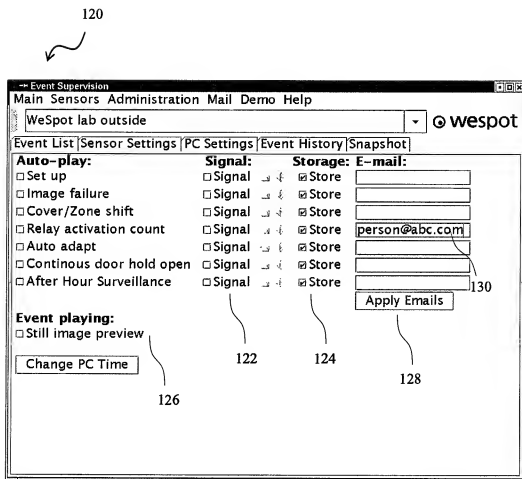 120
Event Supervision
Main Sensors Administration Mail Demo Help
WeSpot lab outside
wespot
Event List Sensor Settings PC Settings Event History Snapshot
Auto-play: Signal: Storage: E-mail:
Set up Signal Store
Image failure Signal Store
Cover/Zone shift Signal Store
Relay activation count Signal Store person@abc.com
Auto adapt Signal Store
Continous door hold open Signal Store
After Hour Surveillance Signal Store
130
Apply Emails
Event playing:
Still image preview
122 124 128
Change PC Time
126